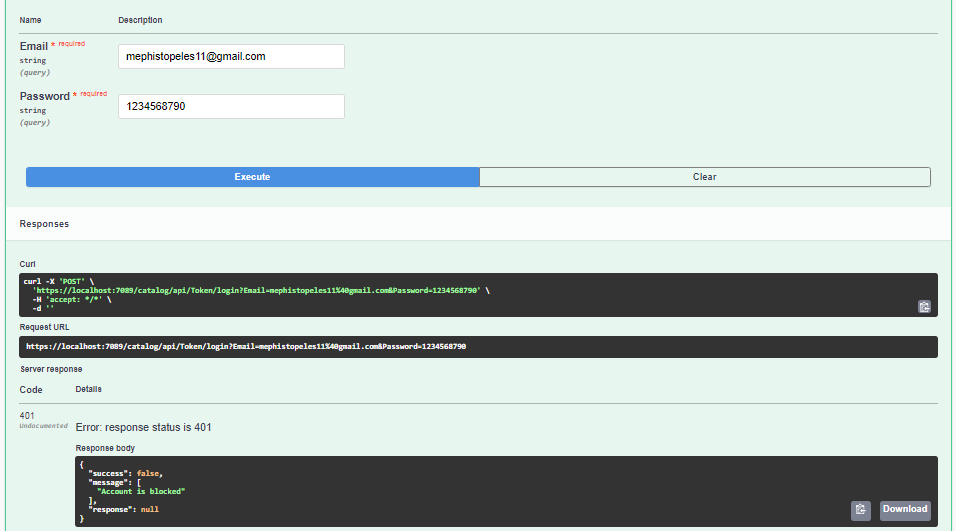 Name Description
Email * required
string
(query)
mephistopeles11@gmail.com
Password * required
string
(query)
1234568790
Execute Clear
Responses
Curl
curl -X 'POST' \
'https://localhost:7089/catalog/api/Token/login?Email=mephistopeles11%40gmail.com&Password=1234568790' \
-H 'accept: */*' \
-d ''
Request URL
https://localhost:7089/catalog/api/Token/login?Email=mephistopeles11%40gmail.com&Password=1234568790
Server response
Code Details
401
Undocumented
Error: response status is 401
Response body
{
"success": false,
"message": [
"Account is blocked"
],
"response": null
}
Download